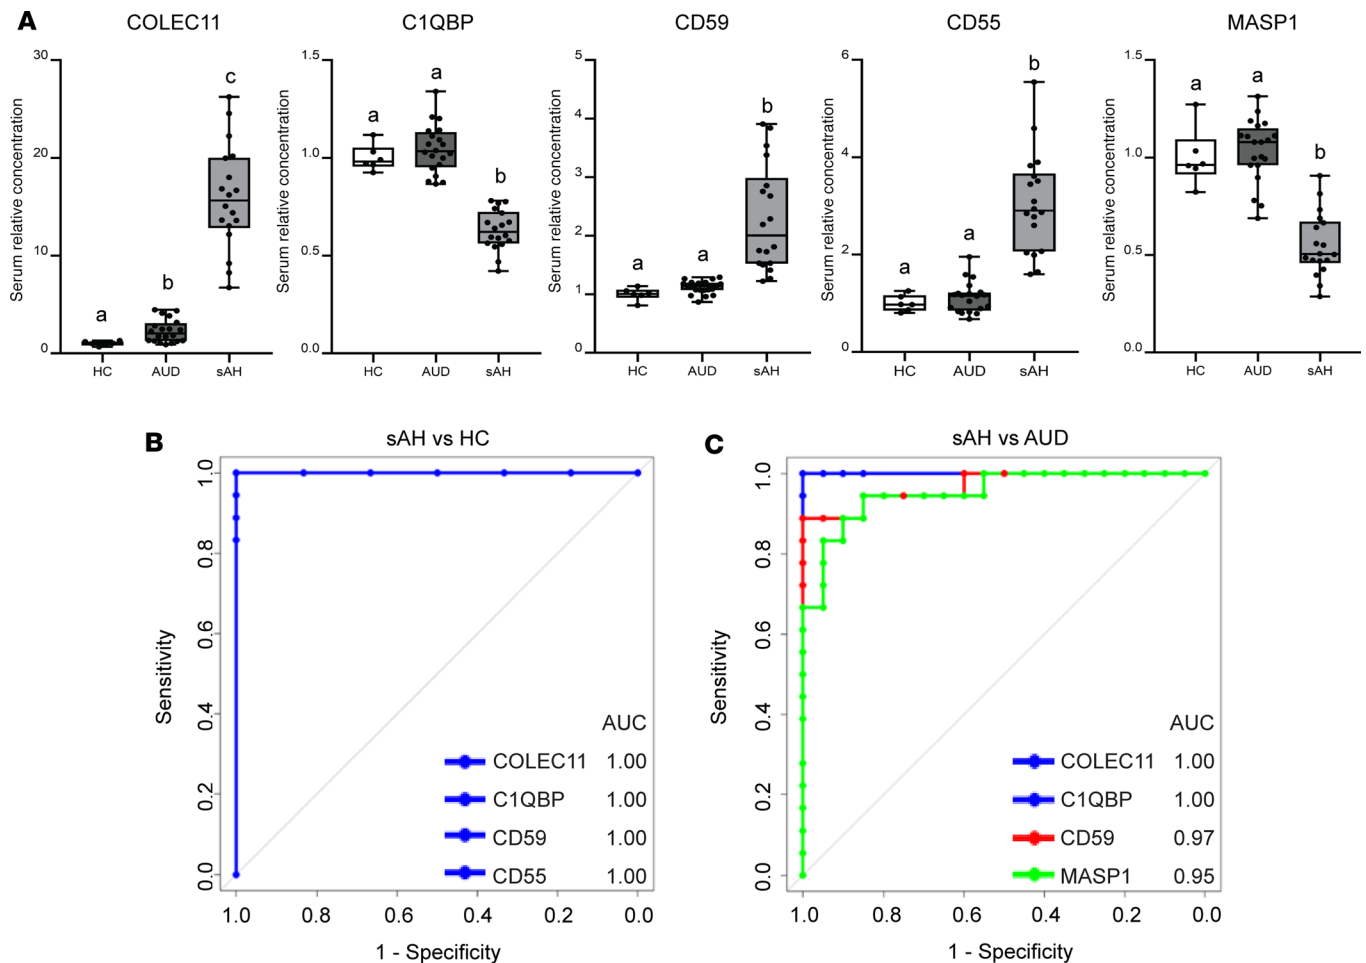 A
COLEC11
C1QBP
CD59
CD55
MASP1
Serum relative concentration
30
20
10
0
a
b
c
HC
AUD
sAH
Serum relative concentration
1.5
1.0
0.5
0.0
a
a
b
HC
AUD
sAH
Serum relative concentration
5
4
3
2
1
0
a
a
b
HC
AUD
sAH
Serum relative concentration
6
4
2
0
a
a
b
HC
AUD
sAH
Serum relative concentration
1.5
1.0
0.5
0.0
a
a
b
HC
AUD
sAH
B
sAH vs HC
Sensitivity
1.0
0.8
0.6
0.4
0.2
0.0
AUC
COLEC11 1.00
C1QBP 1.00
CD59 1.00
CD55 1.00
1.0 0.8 0.6 0.4 0.2 0.0
1 - Specificity
C
sAH vs AUD
Sensitivity
1.0
0.8
0.6
0.4
0.2
0.0
AUC
COLEC11 1.00
C1QBP 1.00
CD59 0.97
MASP1 0.95
1.0 0.8 0.6 0.4 0.2 0.0
1 - Specificity